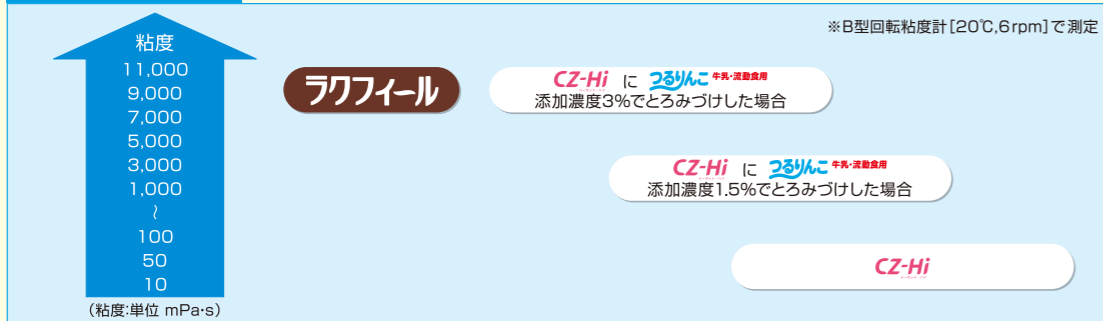 ※B型回転粘度計[20℃,6rpm]で測定
粘度
11,000
9,000
7,000
5,000
3,000
1,000
〜
100
50
10
(粘度:単位 mPa・s)
ラクフィール
CZ-Hi に つるりんこ 牛乳・流動食用
添加濃度3%でとろみづけした場合
CZ-Hi に つるりんこ 牛乳・流動食用
添加濃度1.5%でとろみづけした場合
CZ-Hi